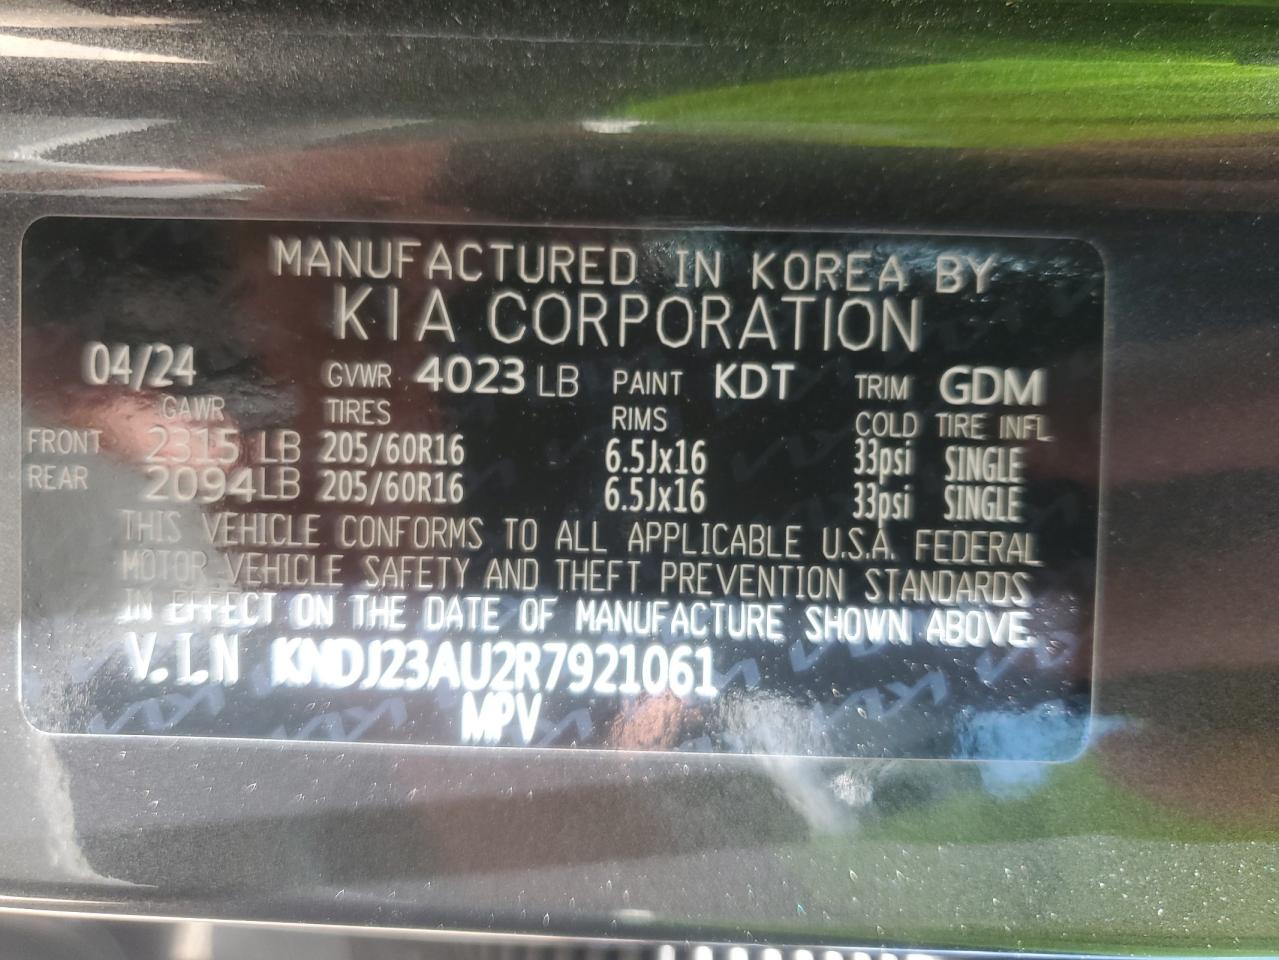 MANUFACTURED IN KOREA BY
KIA CORPORATION
04/24 GVWR 4023 LB PAINT KDT TRIM GDM
GAWR TIRES RIMS COLD TIRE INFL
FRONT 2315 LB 205/60R16 6.5Jx16 33psi SINGLE
REAR 2094 LB 205/60R16 6.5Jx16 33psi SINGLE
THIS VEHICLE CONFORMS TO ALL APPLICABLE U.S.A. FEDERAL
MOTOR VEHICLE SAFETY AND THEFT PREVENTION STANDARDS
IN EFFECT ON THE DATE OF MANUFACTURE SHOWN ABOVE.
V.I.N KNDJ23AU2R7921061
MPV